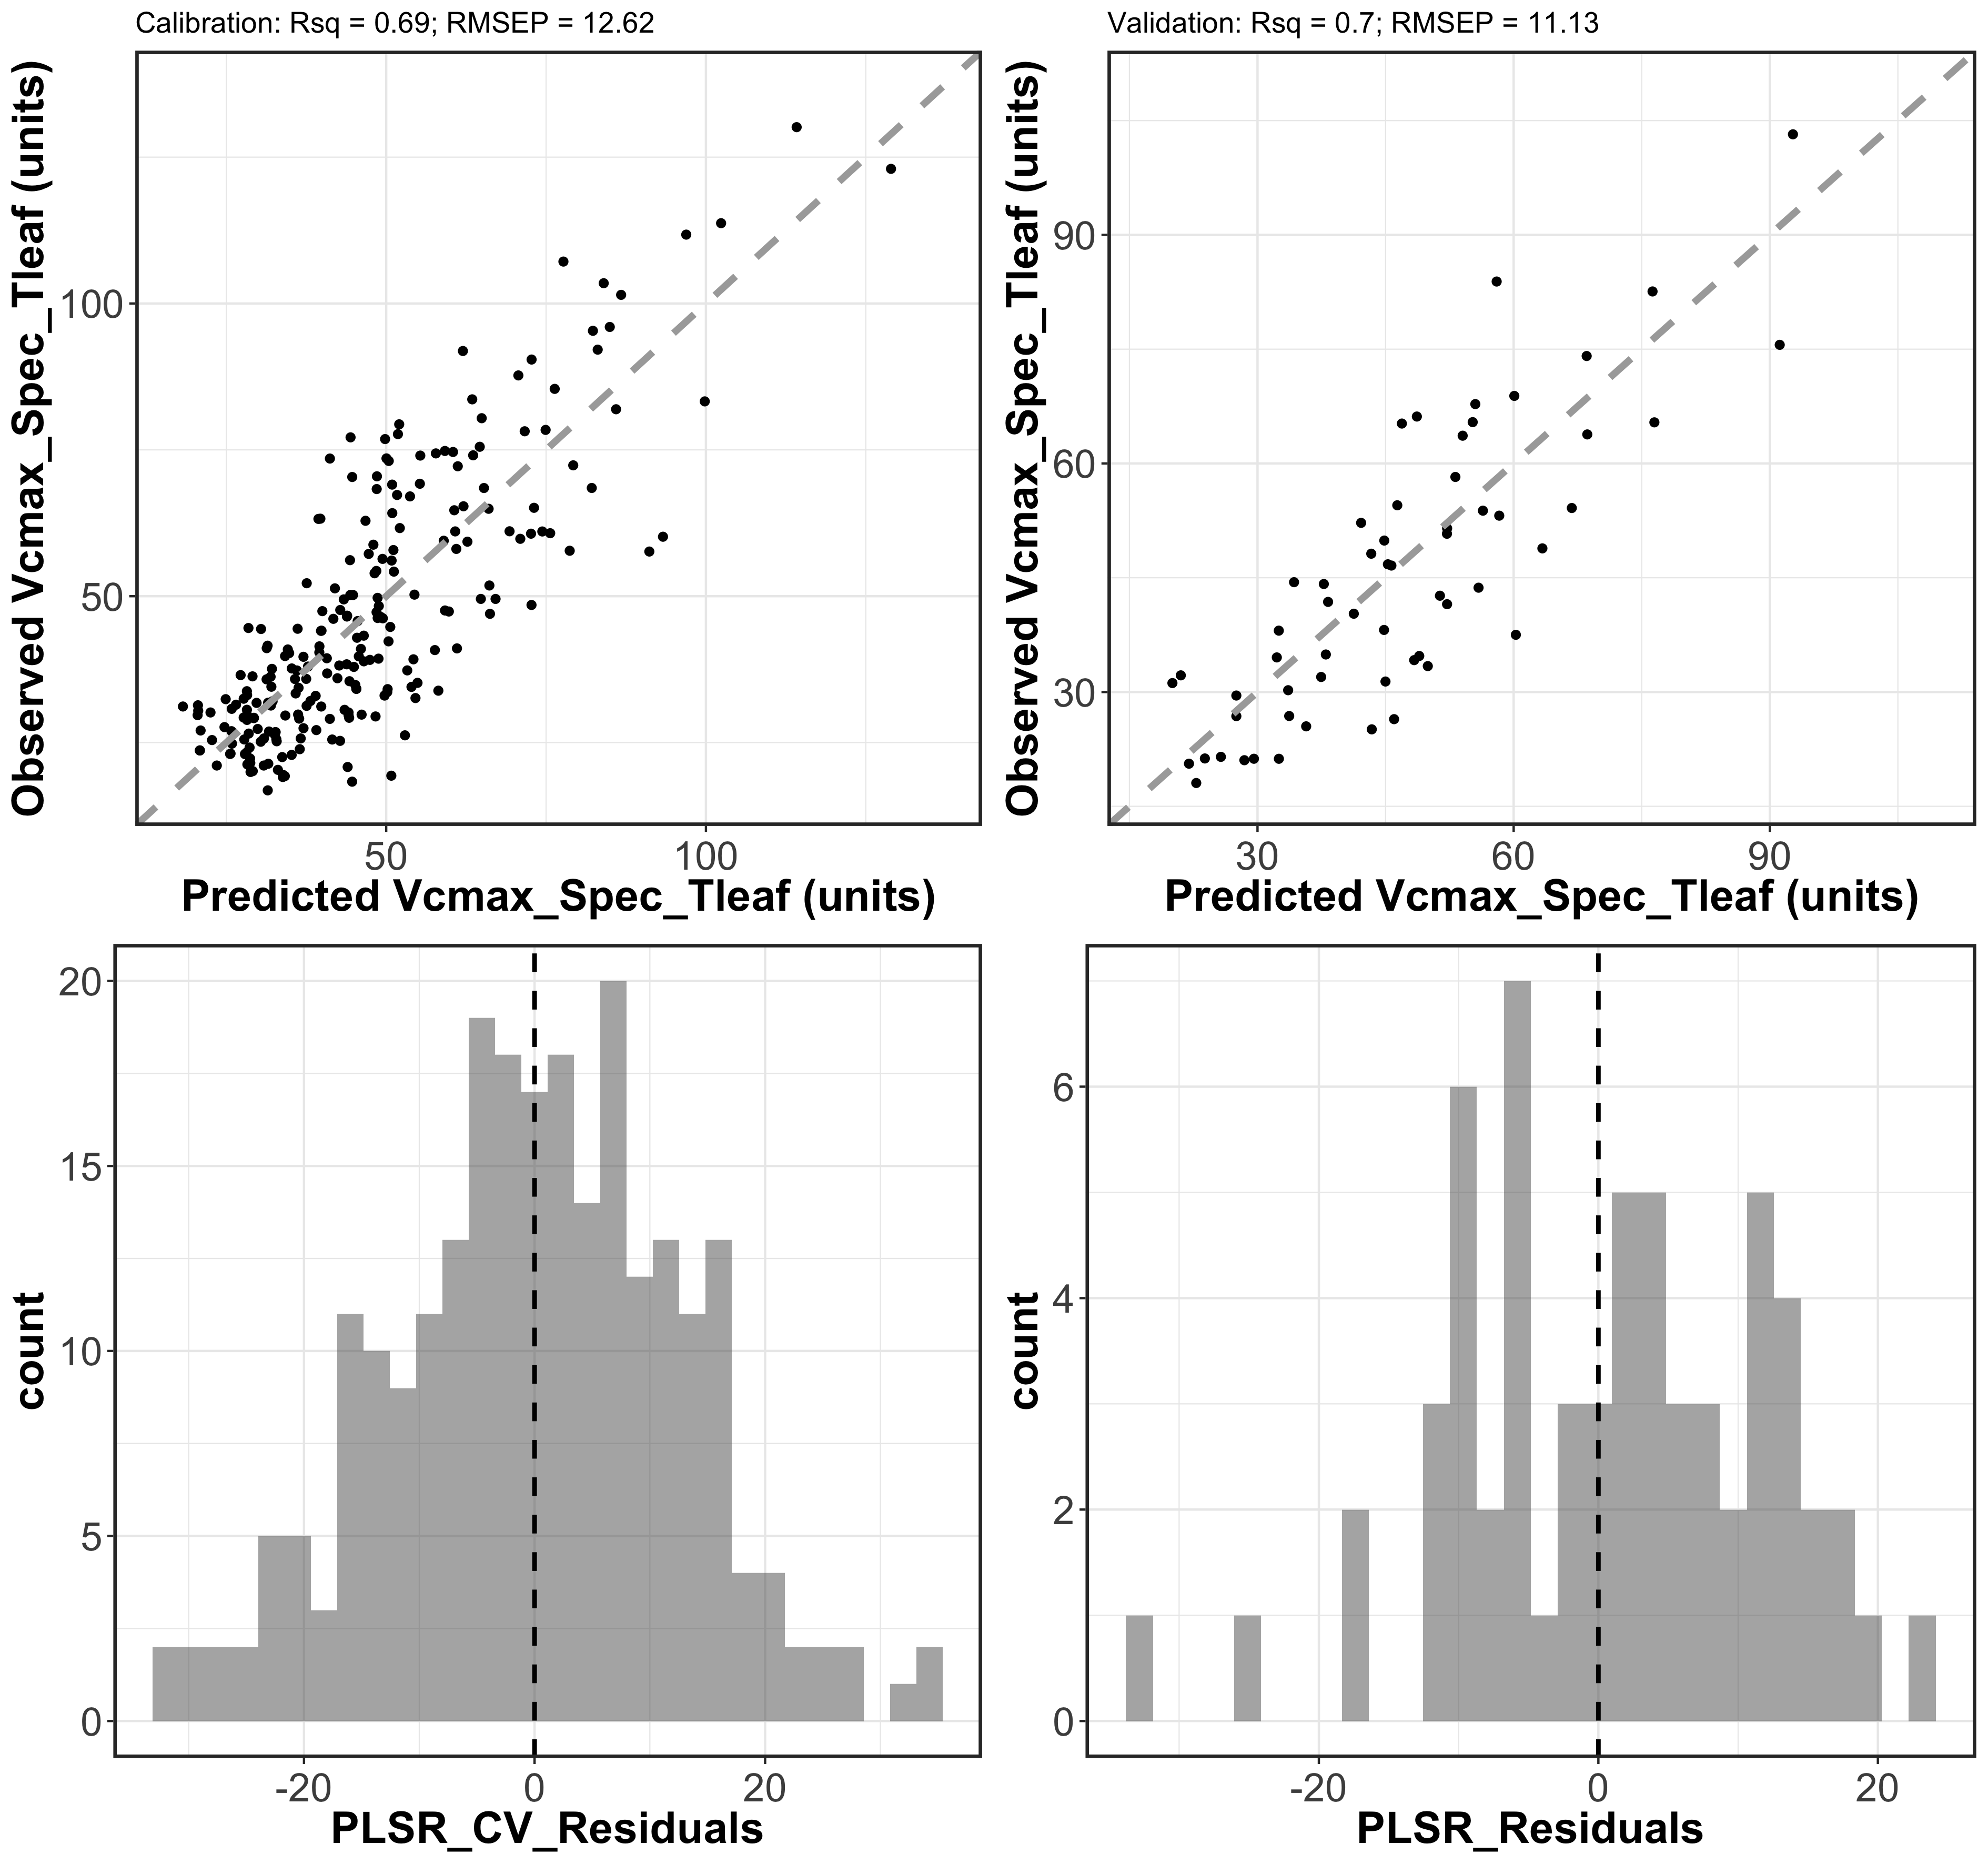 Calibration: Rsq = 0.69; RMSEP = 12.62
Observed Vcmax_Spec_Tleaf (units)
100
50
50
100
Predicted Vcmax_Spec_Tleaf (units)
Validation: Rsq = 0.7; RMSEP = 11.13
Observed Vcmax_Spec_Tleaf (units)
90
60
30
30
60
90
Predicted Vcmax_Spec_Tleaf (units)
count
20
15
10
5
0
-20
0
20
PLSR_CV_Residuals
count
6
4
2
0
-20
0
20
PLSR_Residuals